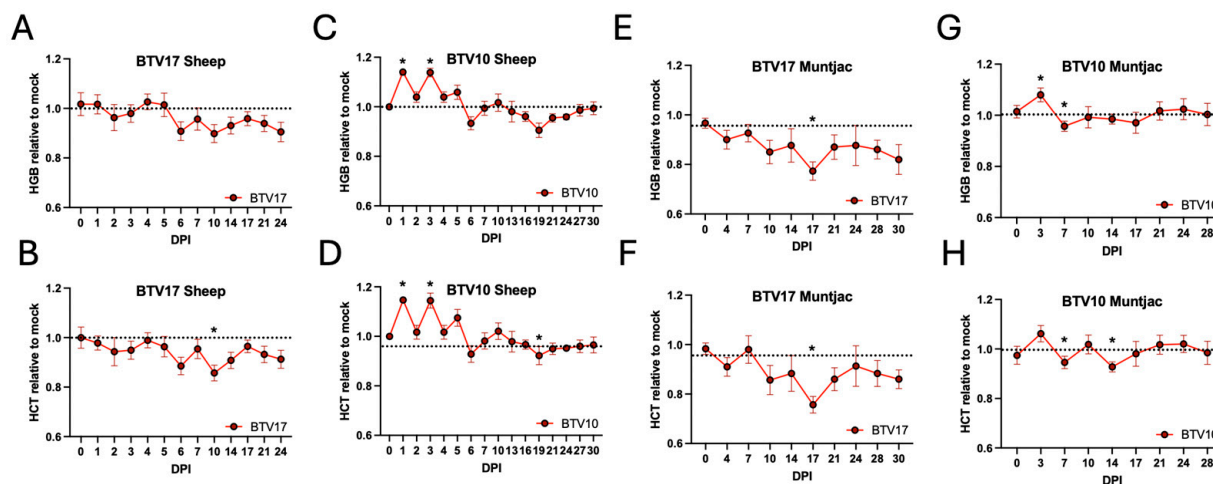 A
BTV17 Sheep
HGB relative to mock
1.2
1.0
0.8
0.6
BTV17
0 1 2 3 4 5 6 7 10 14 17 21 24
DPI
C
BTV10 Sheep
HGB relative to mock
1.2
* *
1.0
0.8
0.6
BTV10
0 1 2 3 4 5 6 7 10 13 16 19 21 24 27 30
DPI
E
BTV17 Muntjac
HGB relative to mock
1.2
1.0
*
0.8
0.6
BTV17
0 4 7 10 14 17 21 24 28 30
DPI
G
BTV10 Muntjac
HGB relative to mock
1.2
* *
1.0
0.8
0.6
BTV10
0 3 7 10 14 17 21 24 28
DPI
B
BTV17 Sheep
HCT relative to mock
1.2
1.0
*
0.8
0.6
BTV17
0 1 2 3 4 5 6 7 10 14 17 21 24
DPI
D
BTV10 Sheep
HCT relative to mock
1.2
* * *
1.0
0.8
0.6
BTV10
0 1 2 3 4 5 6 7 10 13 16 19 21 24 27 30
DPI
F
BTV17 Muntjac
HCT relative to mock
1.2
1.0
*
0.8
0.6
BTV17
0 4 7 10 14 17 21 24 28 30
DPI
H
BTV10 Muntjac
HCT relative to mock
1.2
* *
1.0
0.8
0.6
BTV10
0 3 7 10 14 17 21 24 28
DPI